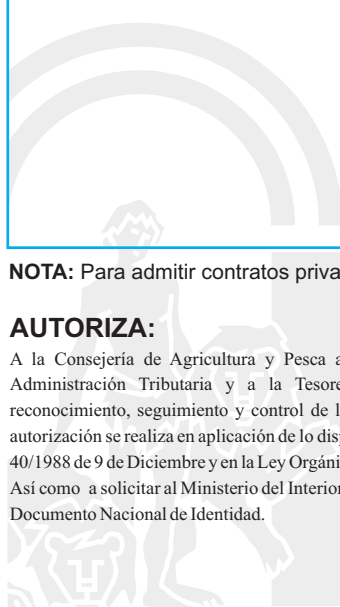 NOTA: Para admitir contratos priva
AUTORIZA:
A la Consejería de Agricultura y Pesca a
Administración Tributaria y a la Tesore
reconocimiento, seguimiento y control de l
autorización se realiza en aplicación de lo disp
40/1988 de 9 de Diciembre y en la Ley Orgáni
Así como a solicitar al Ministerio del Interior
Documento Nacional de Identidad.